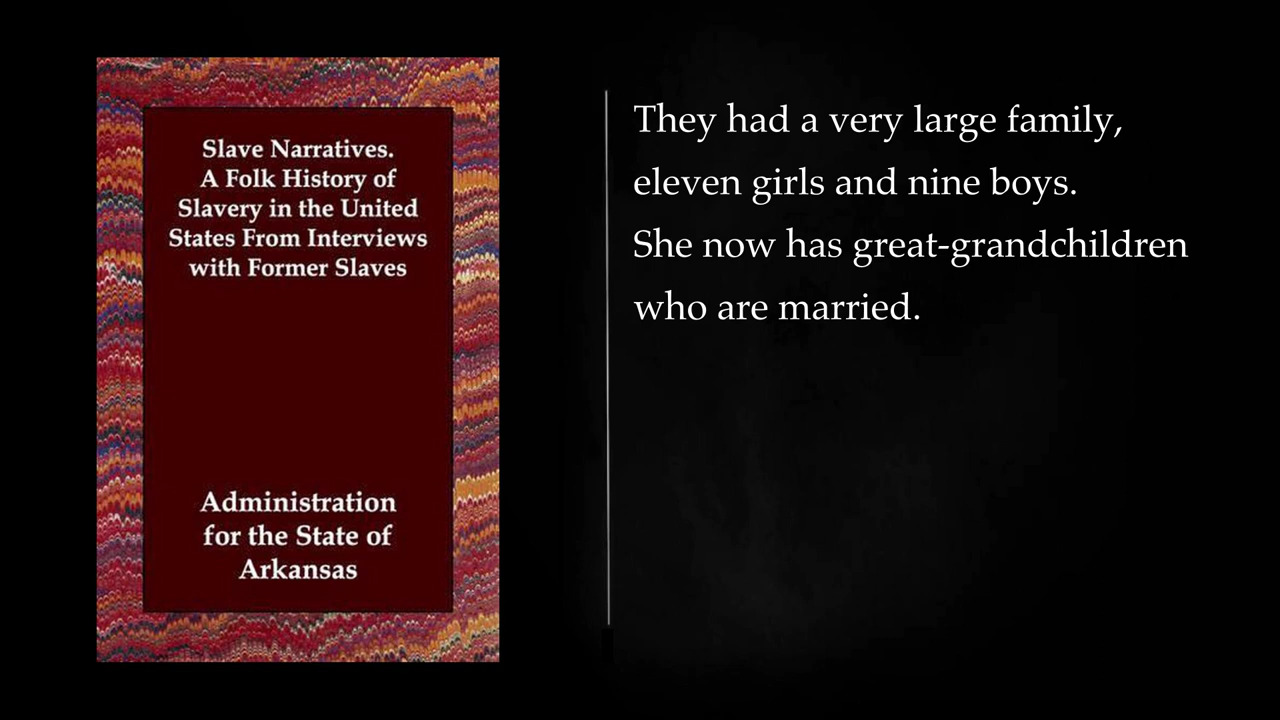 Slave Narratives.
A Folk History of
Slavery in the United
States From Interviews
with Former Slaves
Administration
for the State of
Arkansas
They had a very large family,
eleven girls and nine boys.
She now has great-grandchildren
who are married.